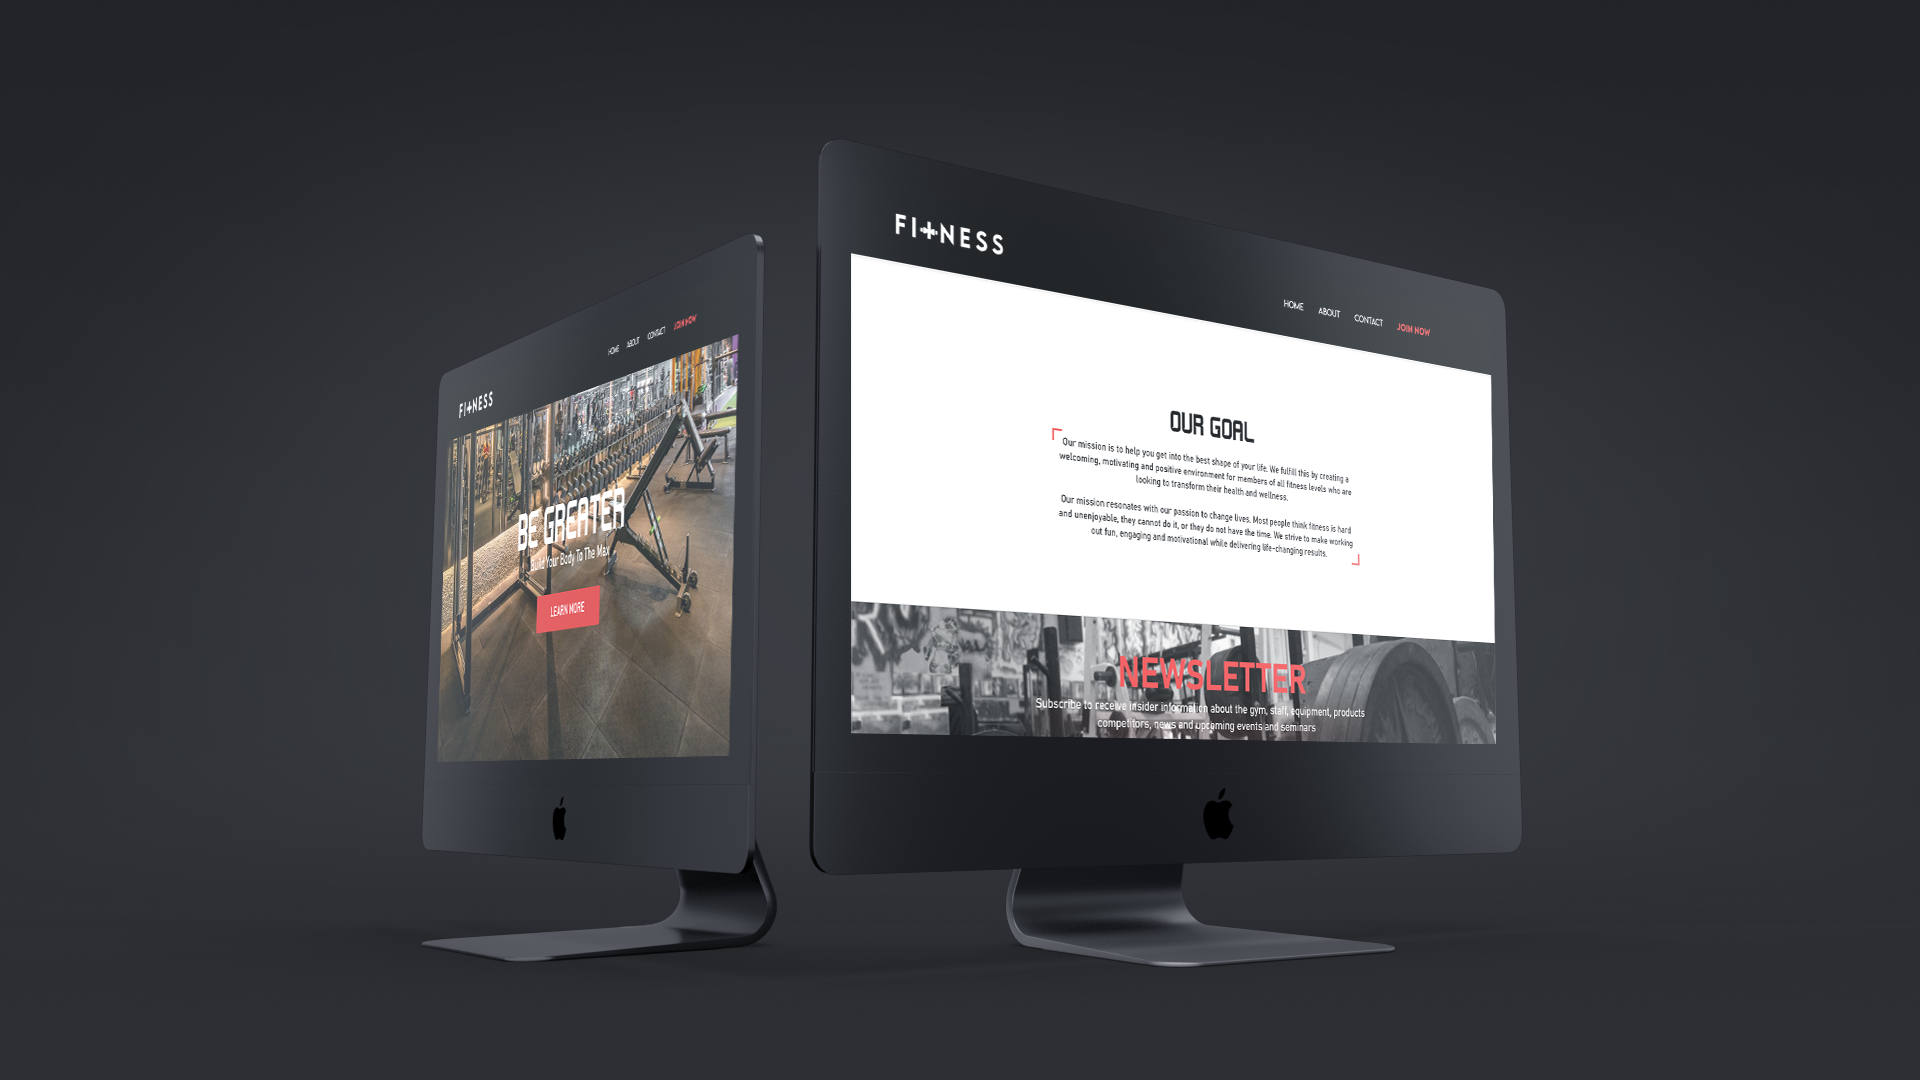 FITNESS
HOME ABOUT CONTACT JOIN NOW
BE GREATER
Build Your Body To The Max
LEARN MORE
FITNESS
HOME ABOUT CONTACT JOIN NOW
OUR GOAL
Our mission is to help you get into the best shape of your life. We fulfill this by creating a
welcoming, motivating and positive environment for members of all fitness levels who are
looking to transform their health and wellness.
Our mission resonates with our passion to change lives. Most people think fitness is hard
and unenjoyable, they cannot do it, or they do not have the time. We strive to make working
out fun, engaging and motivational while delivering life-changing results.
NEWSLETTER
Subscribe to receive insider information about the gym, staff, equipment, products
competitors, news and upcoming events and seminars